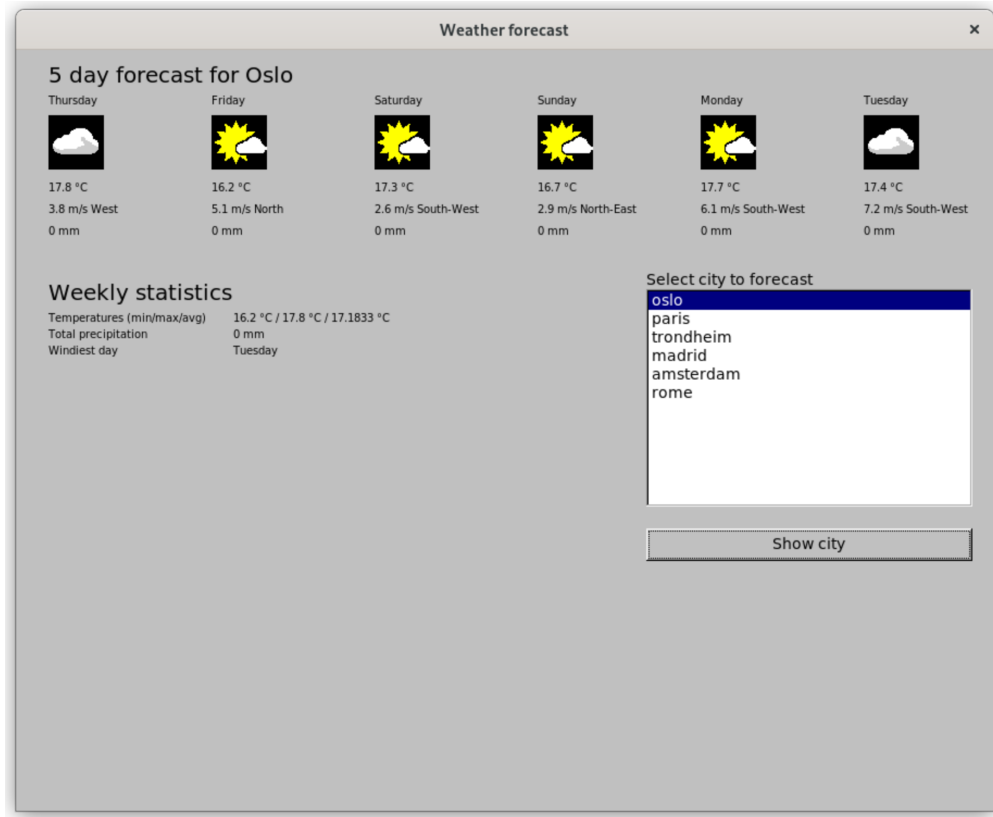 Weather forecast
×
5 day forecast for Oslo
Thursday Friday Saturday Sunday Monday Tuesday
17.8 °C 16.2 °C 17.3 °C 16.7 °C 17.7 °C 17.4 °C
3.8 m/s West 5.1 m/s North 2.6 m/s South-West 2.9 m/s North-East 6.1 m/s South-West 7.2 m/s South-West
0 mm 0 mm 0 mm 0 mm 0 mm 0 mm
Weekly statistics
Temperatures (min/max/avg) 16.2 °C / 17.8 °C / 17.1833 °C
Total precipitation 0 mm
Windiest day Tuesday
Select city to forecast
oslo
paris
trondheim
madrid
amsterdam
rome
Show city